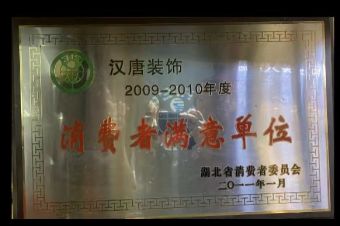 汉唐装饰
2009-2010年度
消费者满意单位
湖北省消费者委员会
二〇一一年一月